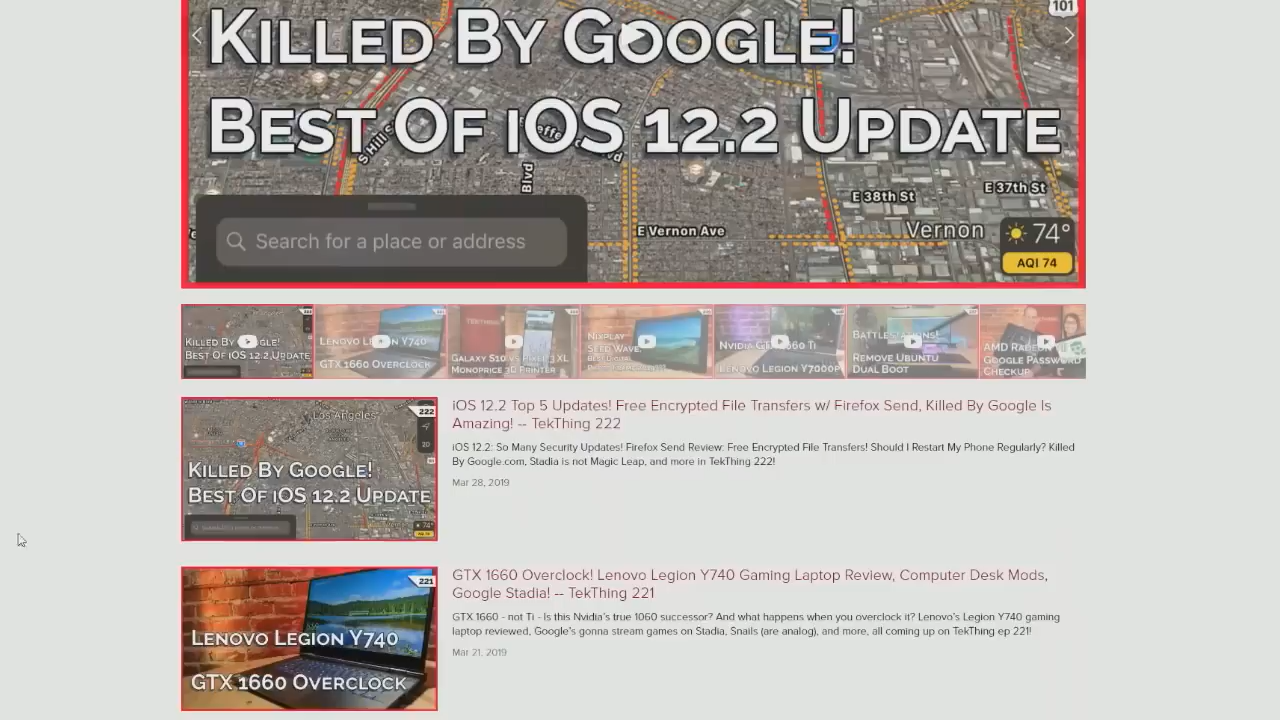 101
KILLED BY GOOGLE!
BEST OF IOS 12.2 UPDATE
S Hill S
Blvd
E 38th St
E 37th St
E Vernon Ave
Vernon
Search for a place or address
74°
AQI 74
KILLED BY GOOGLE!
BEST OF IOS 12.2 UPDATE
LENOVO LEGION Y740
GTX 1660 OVERCLOCK
GALAXY S10 VS PIXEL 3 XL
MONOPRICE 3D PRINTER
NIXPLAY
SEED WAVE:
NVIDIA GTX 1660 TI
LENOVO LEGION Y7000P
BATTLESTATIONS!
REMOVE UBUNTU
DUAL BOOT
AMD RADEON
GOOGLE PASSWORD
CHECKUP
Los Angeles
222
KILLED BY GOOGLE!
BEST OF IOS 12.2 UPDATE
74°
iOS 12.2 Top 5 Updates! Free Encrypted File Transfers w/ Firefox Send, Killed By Google Is
Amazing! -- TekThing 222
iOS 12.2: So Many Security Updates! Firefox Send Review: Free Encrypted File Transfers! Should I Restart My Phone Regularly? Killed
By Google.com, Stadia is not Magic Leap, and more in TekThing 222!
Mar 28, 2019
221
LENOVO LEGION Y740
GTX 1660 OVERCLOCK
GTX 1660 Overclock! Lenovo Legion Y740 Gaming Laptop Review, Computer Desk Mods,
Google Stadia! -- TekThing 221
GTX 1660 - not Ti - Is this Nvidia's true 1060 successor? And what happens when you overclock it? Lenovo's Legion Y740 gaming
laptop reviewed, Google's gonna stream games on Stadia, Snails (are analog), and more, all coming up on TekThing ep 221!
Mar 21, 2019